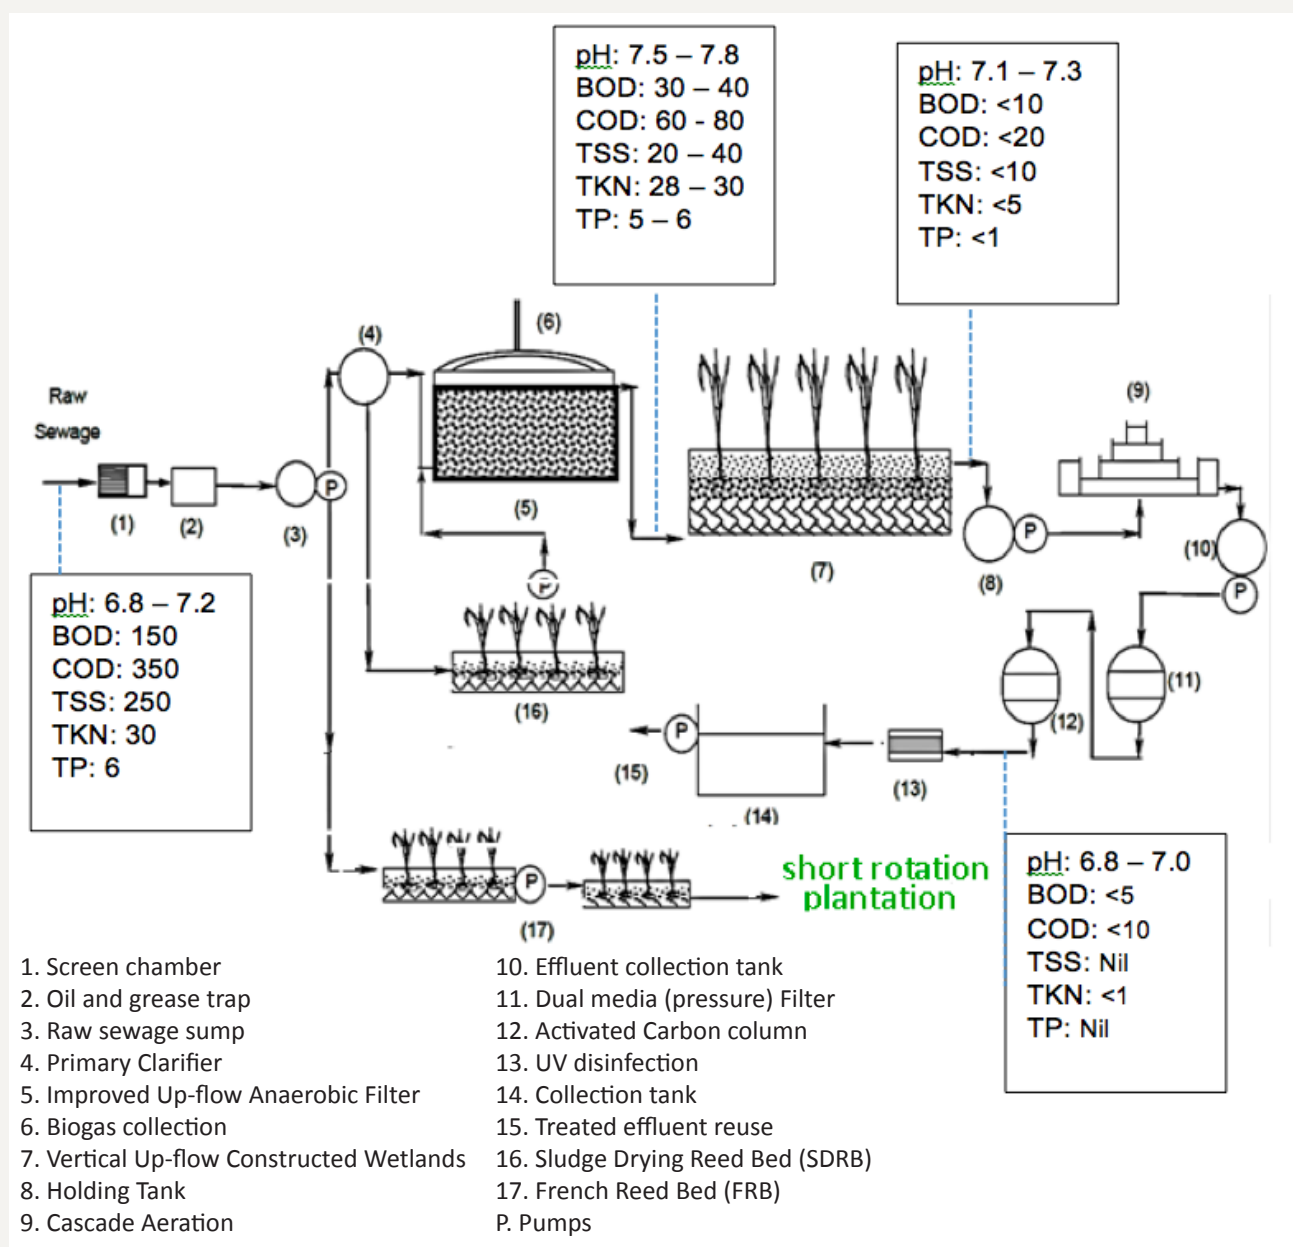 pH: 7.5 – 7.8
BOD: 30 – 40
COD: 60 - 80
TSS: 20 – 40
TKN: 28 – 30
TP: 5 – 6
pH: 7.1 – 7.3
BOD: <10
COD: <20
TSS: <10
TKN: <5
TP: <1
(4)
(6)
Raw
Sewage
(9)
P
(1)
(2)
(3)
(5)
(7)
P
(8)
(10)
P
P
pH: 6.8 – 7.2
BOD: 150
COD: 350
TSS: 250
TKN: 30
TP: 6
(16)
(11)
(12)
P
(15)
(14)
(13)
P
(17)
short rotation
plantation
pH: 6.8 – 7.0
BOD: <5
COD: <10
TSS: Nil
TKN: <1
TP: Nil
1. Screen chamber
2. Oil and grease trap
3. Raw sewage sump
4. Primary Clarifier
5. Improved Up-flow Anaerobic Filter
6. Biogas collection
7. Vertical Up-flow Constructed Wetlands
8. Holding Tank
9. Cascade Aeration
10. Effluent collection tank
11. Dual media (pressure) Filter
12. Activated Carbon column
13. UV disinfection
14. Collection tank
15. Treated effluent reuse
16. Sludge Drying Reed Bed (SDRB)
17. French Reed Bed (FRB)
P. Pumps